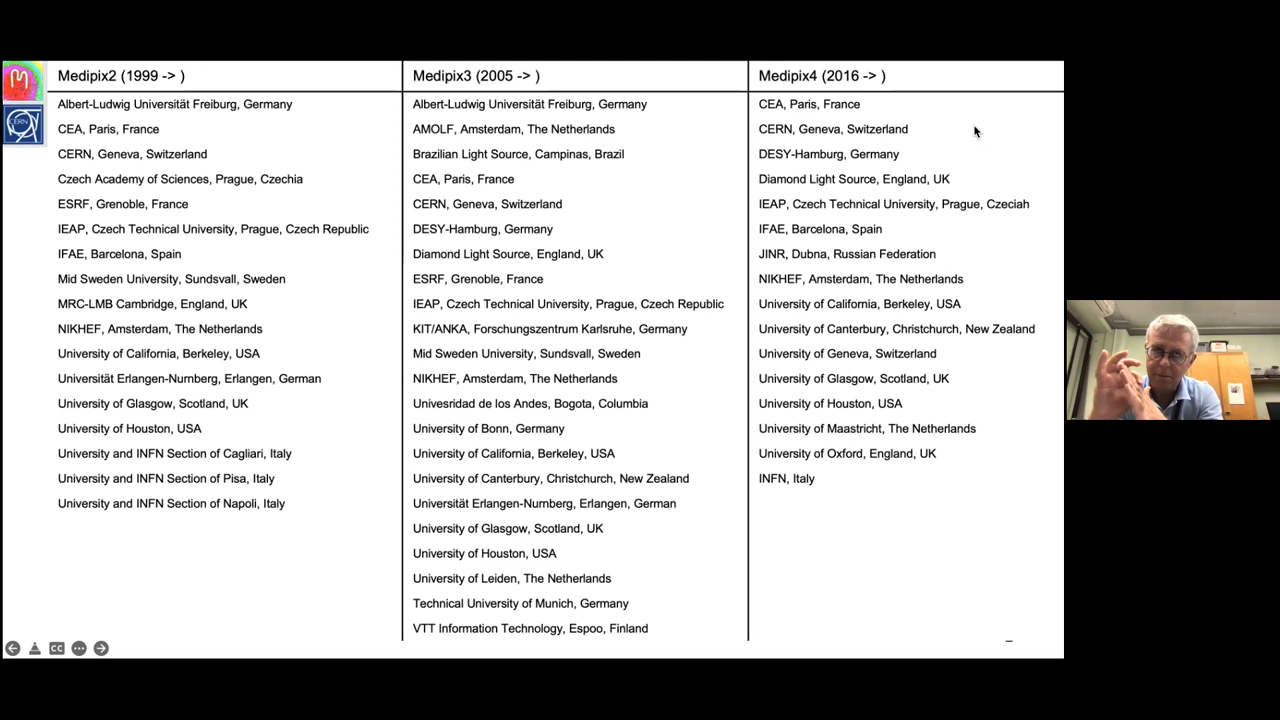 Medipix2 (1999 -> )
Albert-Ludwig Universität Freiburg, Germany
CEA, Paris, France
CERN, Geneva, Switzerland
Czech Academy of Sciences, Prague, Czechia
ESRF, Grenoble, France
IEAP, Czech Technical University, Prague, Czech Republic
IFAE, Barcelona, Spain
Mid Sweden University, Sundsvall, Sweden
MRC-LMB Cambridge, England, UK
NIKHEF, Amsterdam, The Netherlands
University of California, Berkeley, USA
Universität Erlangen-Nurnberg, Erlangen, German
University of Glasgow, Scotland, UK
University of Houston, USA
University and INFN Section of Cagliari, Italy
University and INFN Section of Pisa, Italy
University and INFN Section of Napoli, Italy
Medipix3 (2005 -> )
Albert-Ludwig Universität Freiburg, Germany
AMOLF, Amsterdam, The Netherlands
Brazilian Light Source, Campinas, Brazil
CEA, Paris, France
CERN, Geneva, Switzerland
DESY-Hamburg, Germany
Diamond Light Source, England, UK
ESRF, Grenoble, France
IEAP, Czech Technical University, Prague, Czech Republic
KIT/ANKA, Forschungszentrum Karlsruhe, Germany
Mid Sweden University, Sundsvall, Sweden
NIKHEF, Amsterdam, The Netherlands
Univesridad de los Andes, Bogota, Columbia
University of Bonn, Germany
University of California, Berkeley, USA
University of Canterbury, Christchurch, New Zealand
Universität Erlangen-Nurnberg, Erlangen, German
University of Glasgow, Scotland, UK
University of Houston, USA
University of Leiden, The Netherlands
Technical University of Munich, Germany
VTT Information Technology, Espoo, Finland
Medipix4 (2016 -> )
CEA, Paris, France
CERN, Geneva, Switzerland
DESY-Hamburg, Germany
Diamond Light Source, England, UK
IEAP, Czech Technical University, Prague, Czeciah
IFAE, Barcelona, Spain
JINR, Dubna, Russian Federation
NIKHEF, Amsterdam, The Netherlands
University of California, Berkeley, USA
University of Canterbury, Christchurch, New Zealand
University of Geneva, Switzerland
University of Glasgow, Scotland, UK
University of Houston, USA
University of Maastricht, The Netherlands
University of Oxford, England, UK
INFN, Italy
M
CERN
CC